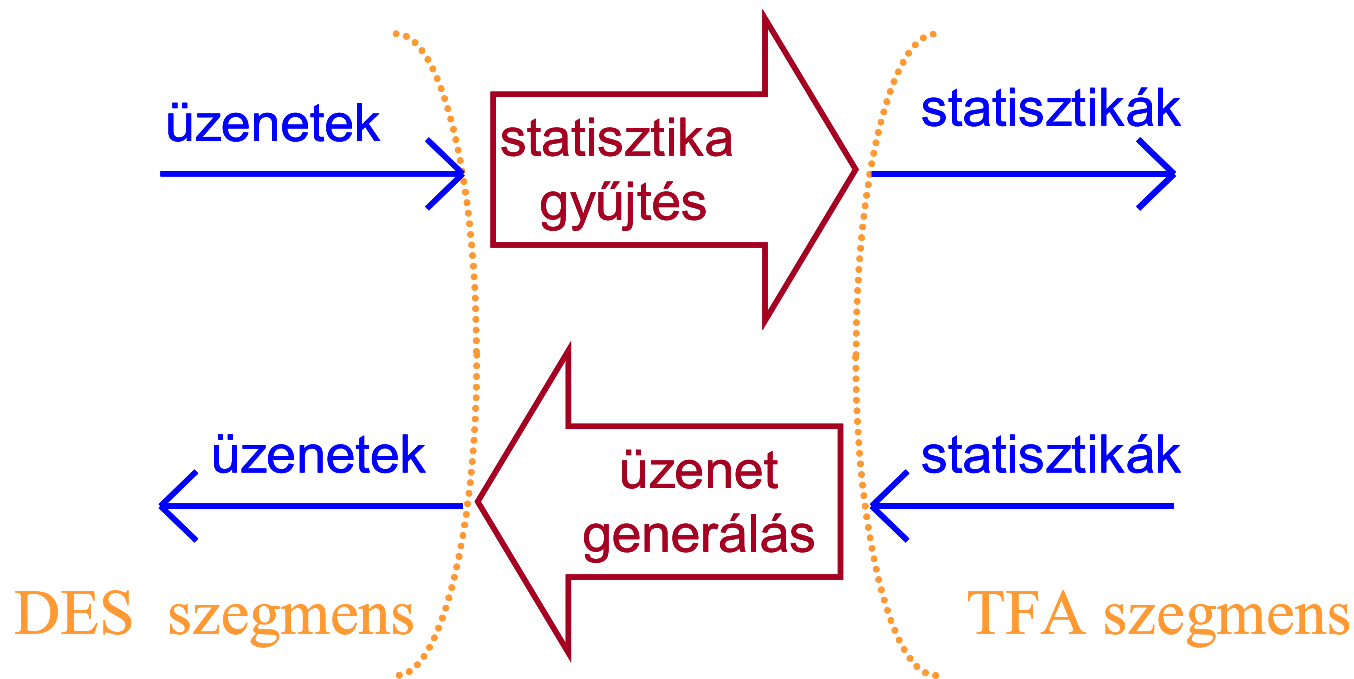 üzenetek
statisztika
gyűjtés
statisztikák
üzenetek
üzenet
generálás
statisztikák
DES szegmens
TFA szegmens